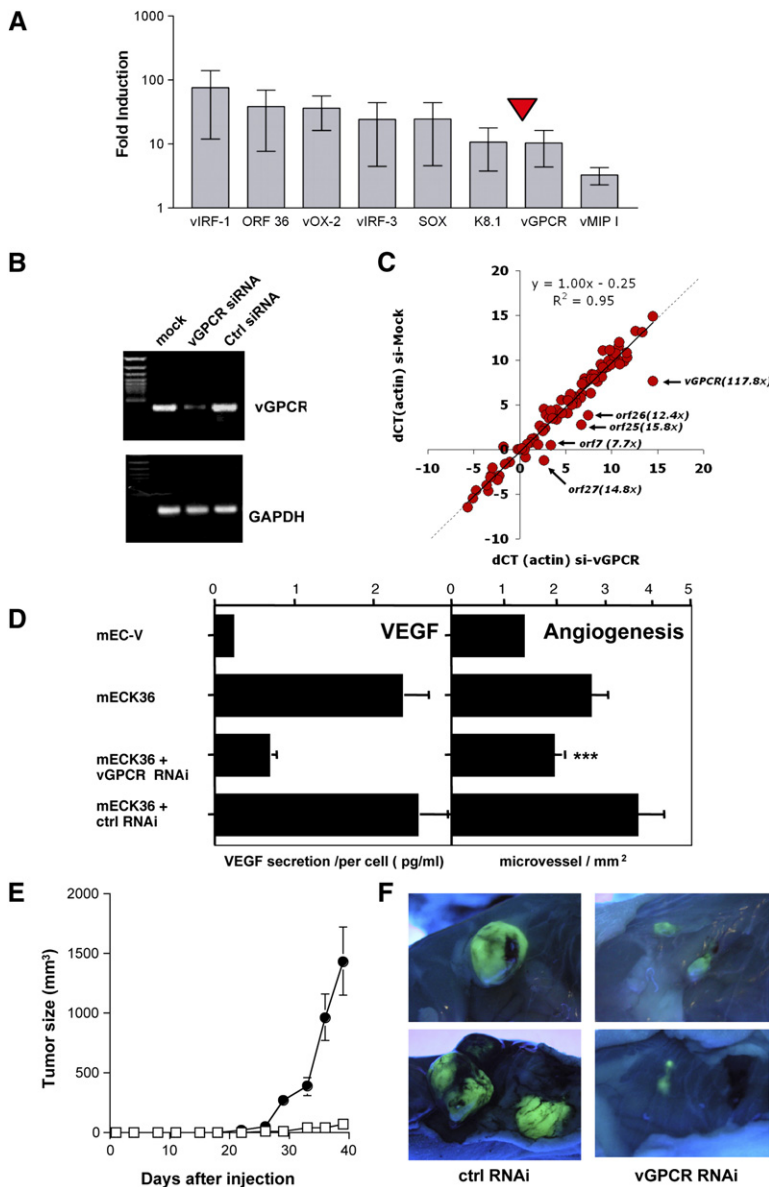 A
Fold Induction
1000
100
10
1
vIRF-1 ORF 36 vOX-2 vIRF-3 SOX K8.1 vGPCR vMIP I
B
mock
vGPCR siRNA
Ctrl siRNA
vGPCR
GAPDH
C
dCT(actin) si-Mock
y = 1.00x - 0.25
R² = 0.95
20
15
10
5
0
-5
-10
-10 0 5 10 15 20
vGPCR(117.8x)
orf26(12.4x)
orf25(15.8x)
orf7 (7.7x)
orf27(14.8x)
dCT (actin) si-vGPCR
D
0 1 2
0 1 2 3 4 5
VEGF
Angiogenesis
mEC-V
mECK36
mECK36 +
vGPCR RNAi
***
mECK36 +
ctrl RNAi
VEGF secretion /per cell ( pg/ml)
microvessel / mm²
E
Tumor size (mm³)
2000
1500
1000
500
0
0 10 20 30 40
Days after injection
F
ctrl RNAi
vGPCR RNAi